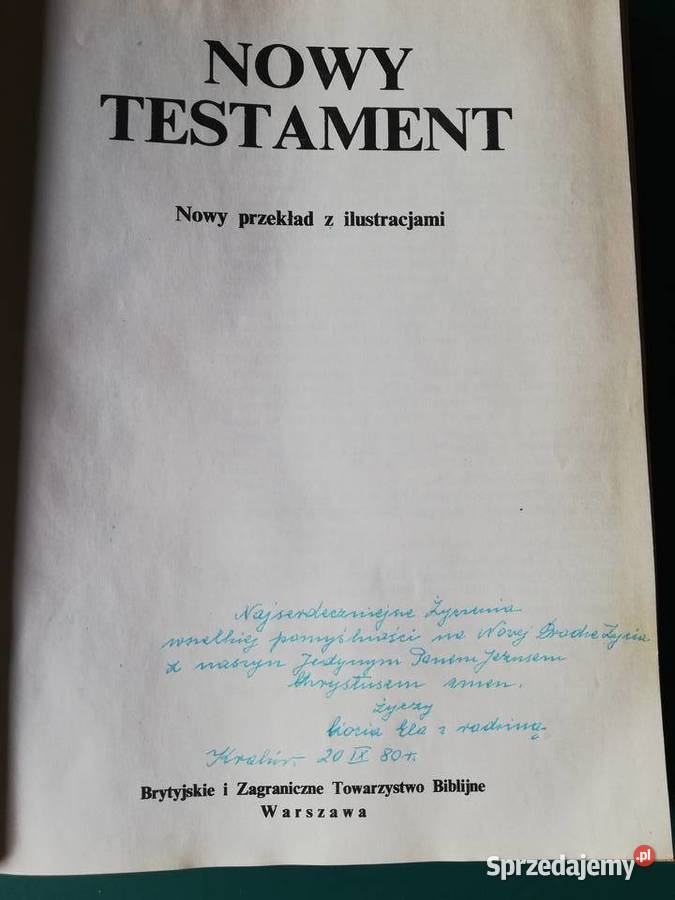 NOWY
TESTAMENT
Nowy przekład z ilustracjami
Najserdeczniejsze Życzenia
wszelkiej pomyślności na Nowej Drodze Życia
z naszym Jedynym Panem Jezusem
Chrystusem amen.
życzy
Ciocia Ela z rodziną
Kraków. 20 IX 80 r.
Brytyjskie i Zagraniczne Towarzystwo Biblijne
Warszawa
Sprzedajemy.pl